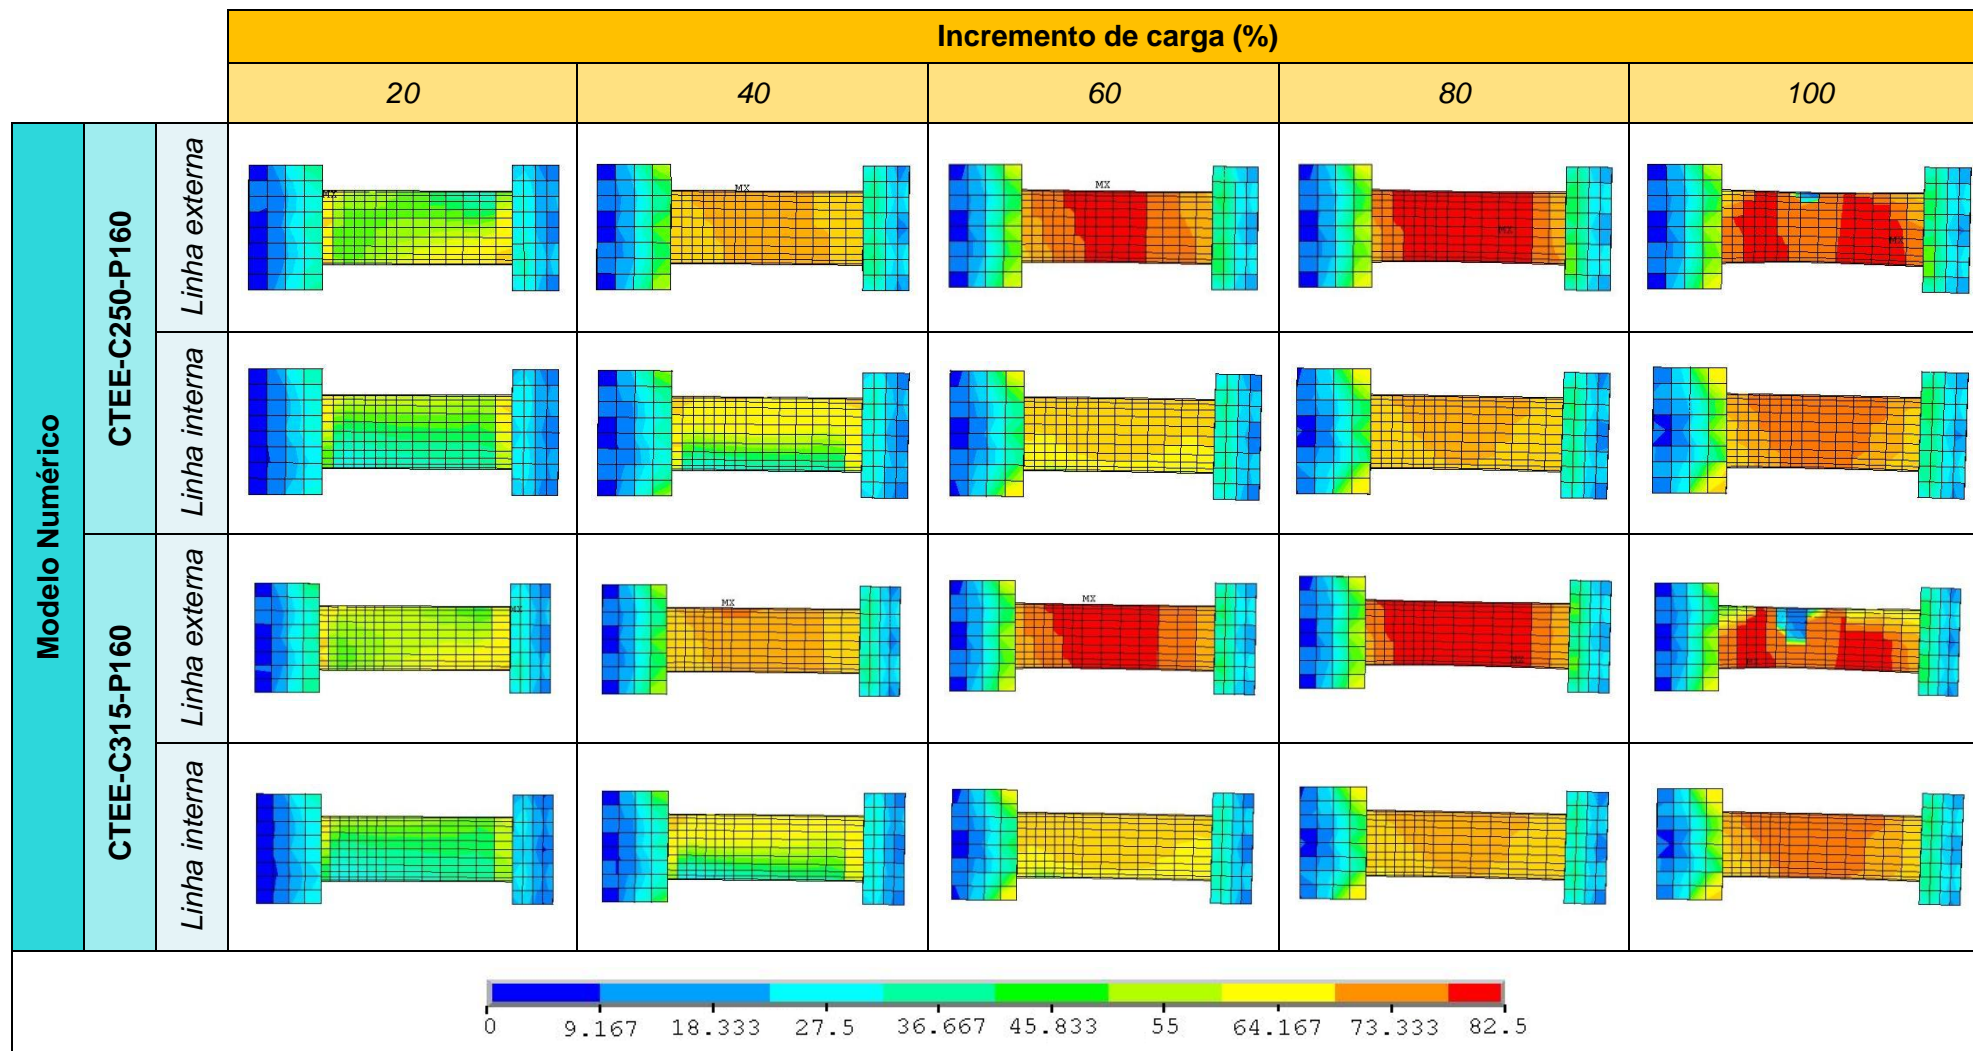 Incremento de carga (%)
20 40 60 80 100
Modelo Numérico
CTEE-C250-P160
Linha externa
MX MX MX MX MX
Linha interna
CTEE-C315-P160
Linha externa
MX MX MX MX
Linha interna
0 9.167 18.333 27.5 36.667 45.833 55 64.167 73.333 82.5